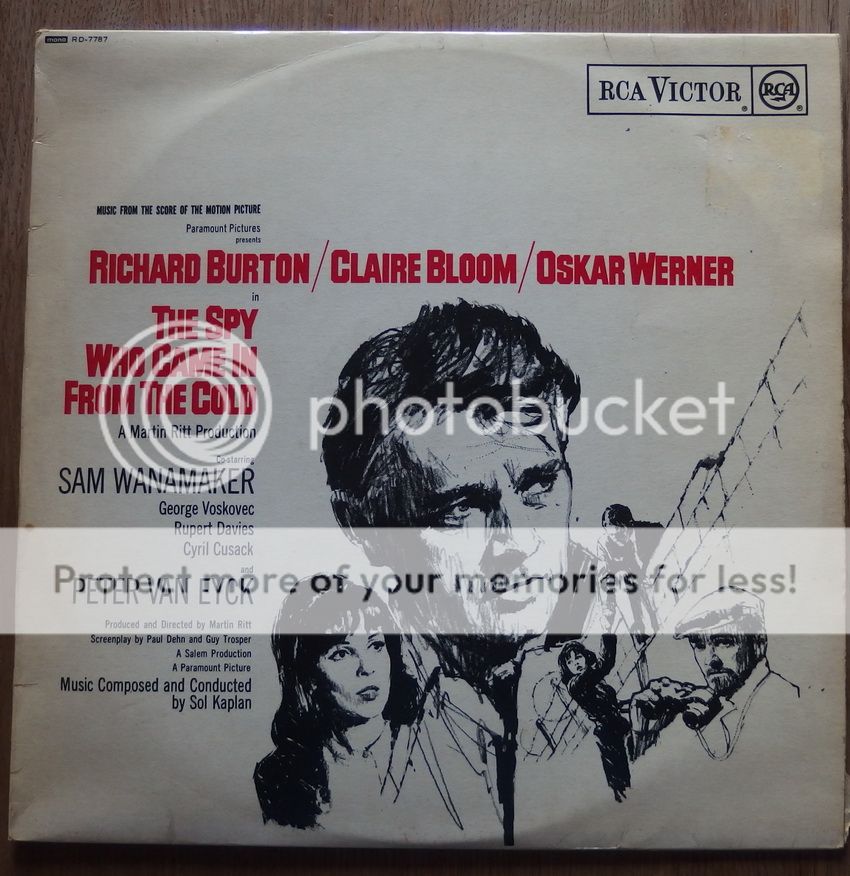 mono RD-7787
RCA VICTOR RCA
MUSIC FROM THE SCORE OF THE MOTION PICTURE
Paramount Pictures
presents
RICHARD BURTON/CLAIRE BLOOM/OSKAR WERNER
in
THE SPY
WHO CAME IN
FROM THE COLD
A Martin Ritt Production
photobucket
Co-starring
SAM WANAMAKER
George Voskovec
Rupert Davies
Cyril Cusack
and
PETER VAN EYCK
Protect more of your memories for less!
Produced and Directed by Martin Ritt
Screenplay by Paul Dehn and Guy Trosper
A Salem Production
A Paramount Picture
Music Composed and Conducted
by Sol Kaplan